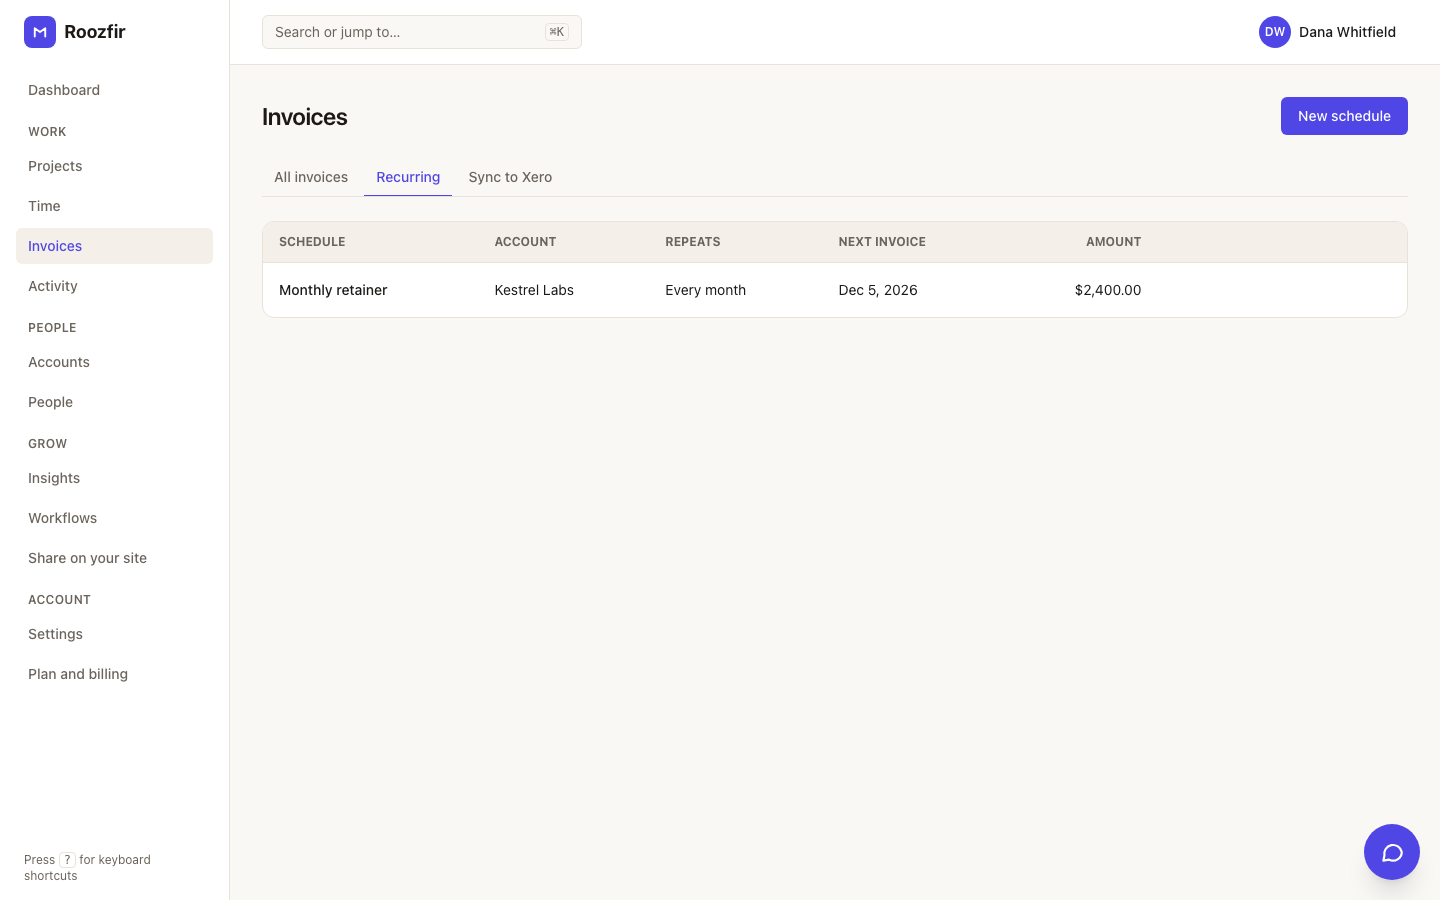 Roozfir
Search or jump to...
⌘K
DW
Dana Whitfield
Dashboard
WORK
Projects
Time
Invoices
Activity
PEOPLE
Accounts
People
GROW
Insights
Workflows
Share on your site
ACCOUNT
Settings
Plan and billing
Press ? for keyboard
shortcuts
Invoices
New schedule
All invoices
Recurring
Sync to Xero
SCHEDULE ACCOUNT REPEATS NEXT INVOICE AMOUNT
Monthly retainer Kestrel Labs Every month Dec 5, 2026 $2,400.00